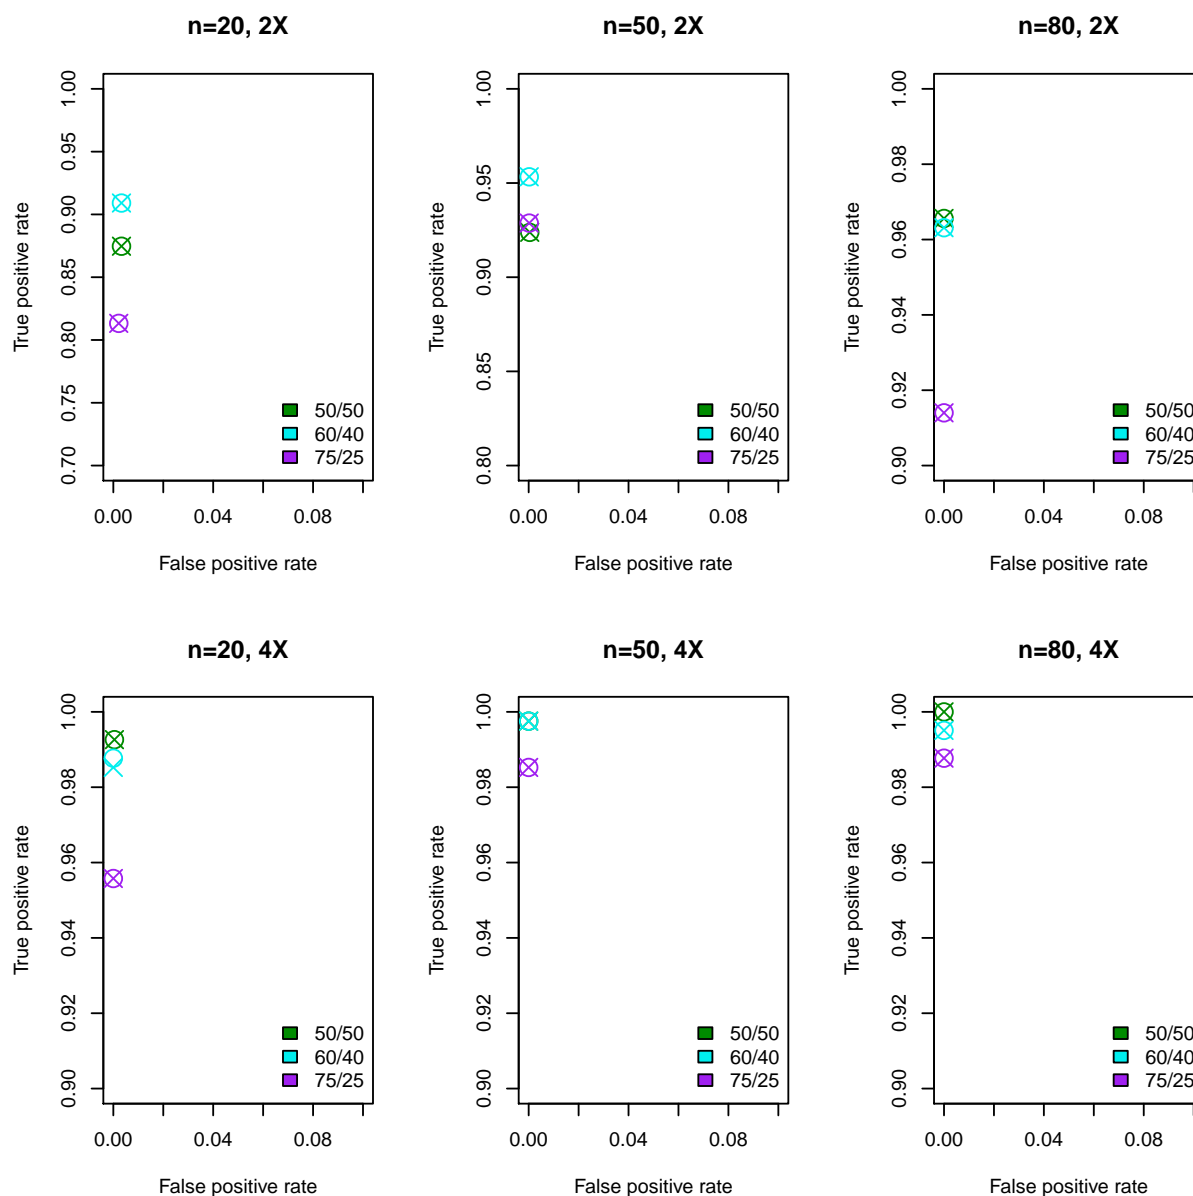 n=20, 2X
1.00
0.95
0.90
0.85
0.80
0.75
0.70
True positive rate
50/50
60/40
75/25
0.00 0.04 0.08
False positive rate
n=50, 2X
1.00
0.95
0.90
0.85
0.80
True positive rate
50/50
60/40
75/25
0.00 0.04 0.08
False positive rate
n=80, 2X
1.00
0.98
0.96
0.94
0.92
0.90
True positive rate
50/50
60/40
75/25
0.00 0.04 0.08
False positive rate
n=20, 4X
1.00
0.98
0.96
0.94
0.92
0.90
True positive rate
50/50
60/40
75/25
0.00 0.04 0.08
False positive rate
n=50, 4X
1.00
0.98
0.96
0.94
0.92
0.90
True positive rate
50/50
60/40
75/25
0.00 0.04 0.08
False positive rate
n=80, 4X
1.00
0.98
0.96
0.94
0.92
0.90
True positive rate
50/50
60/40
75/25
0.00 0.04 0.08
False positive rate